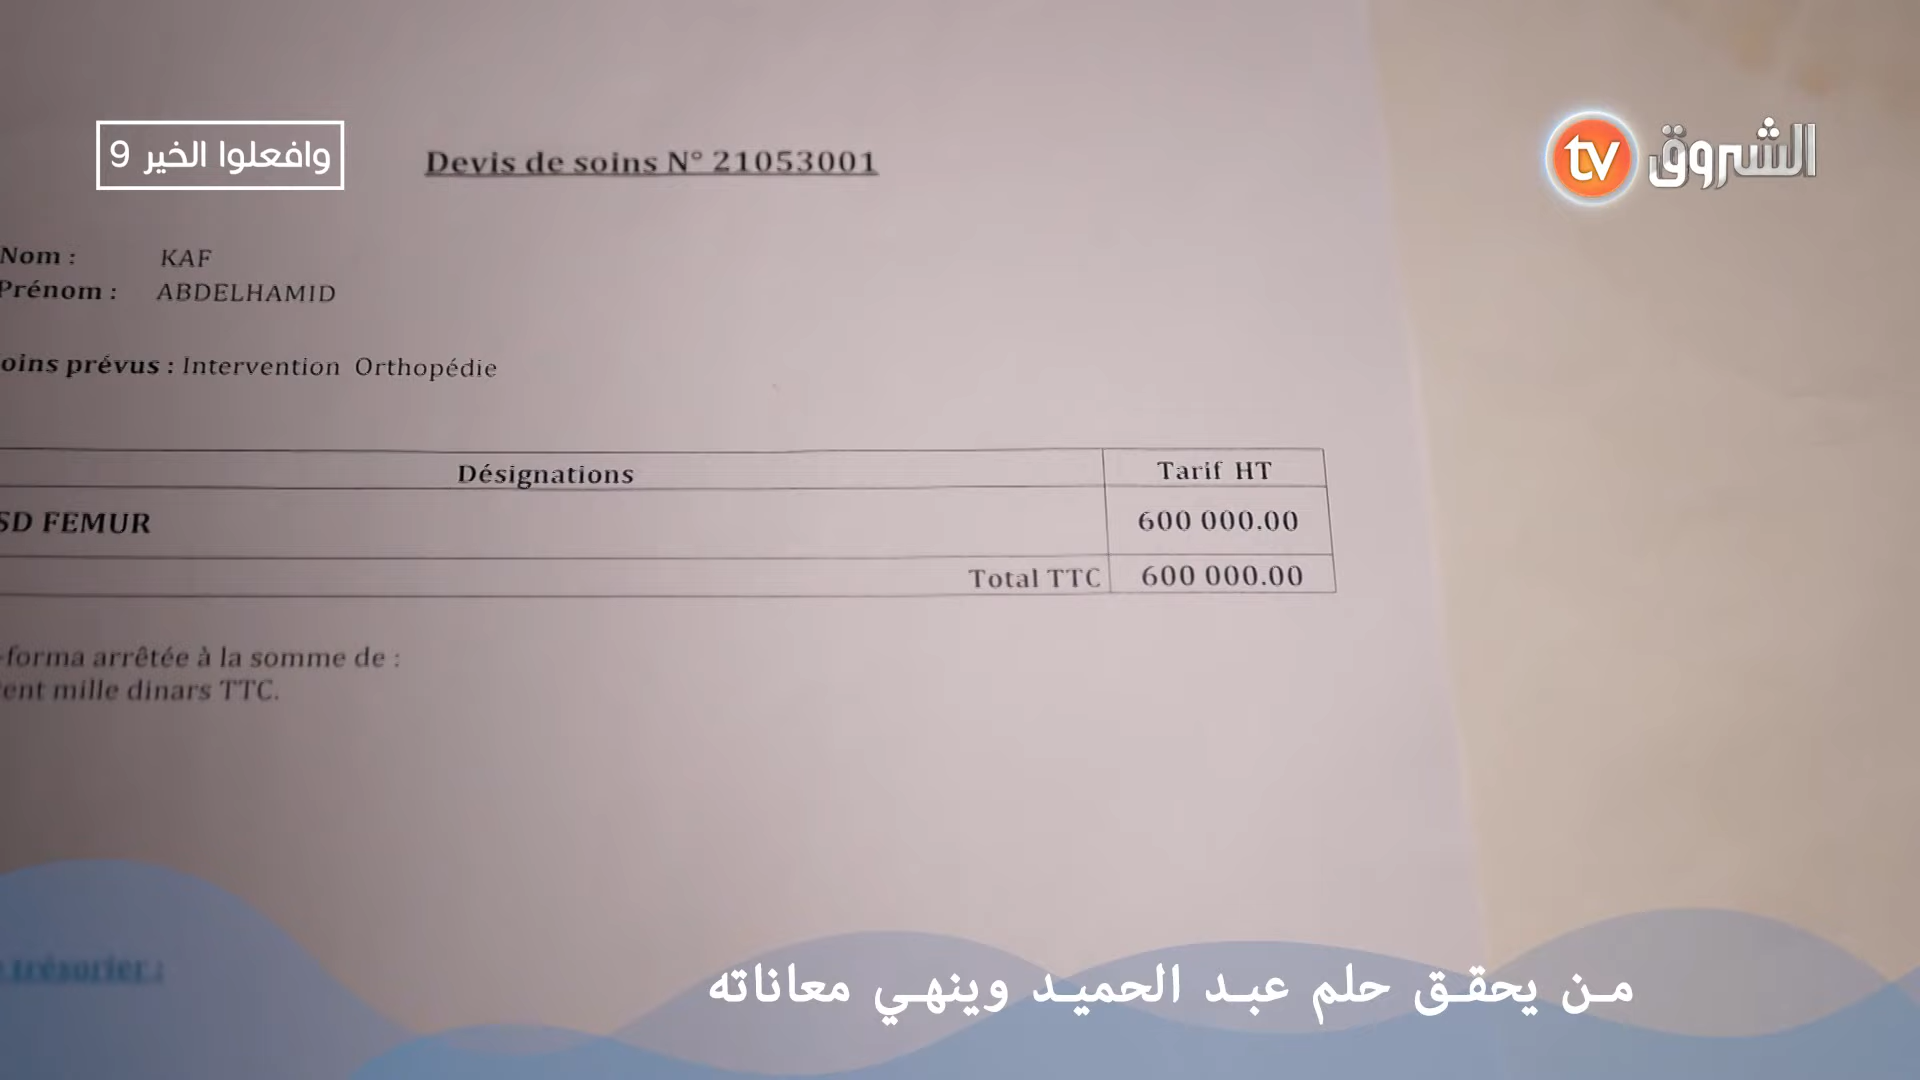 وافعلوا الخير 9
tv الشروق
Devis de soins N° 21053001
Nom : KAF
Prénom : ABDELHAMID
oins prévus : Intervention Orthopédie
Désignations Tarif HT
SD FEMUR 600 000.00
Total TTC 600 000.00
-forma arrêtée à la somme de :
ent mille dinars TTC.
trésorier :
من يحقق حلم عبد الحميد وينهي معاناته